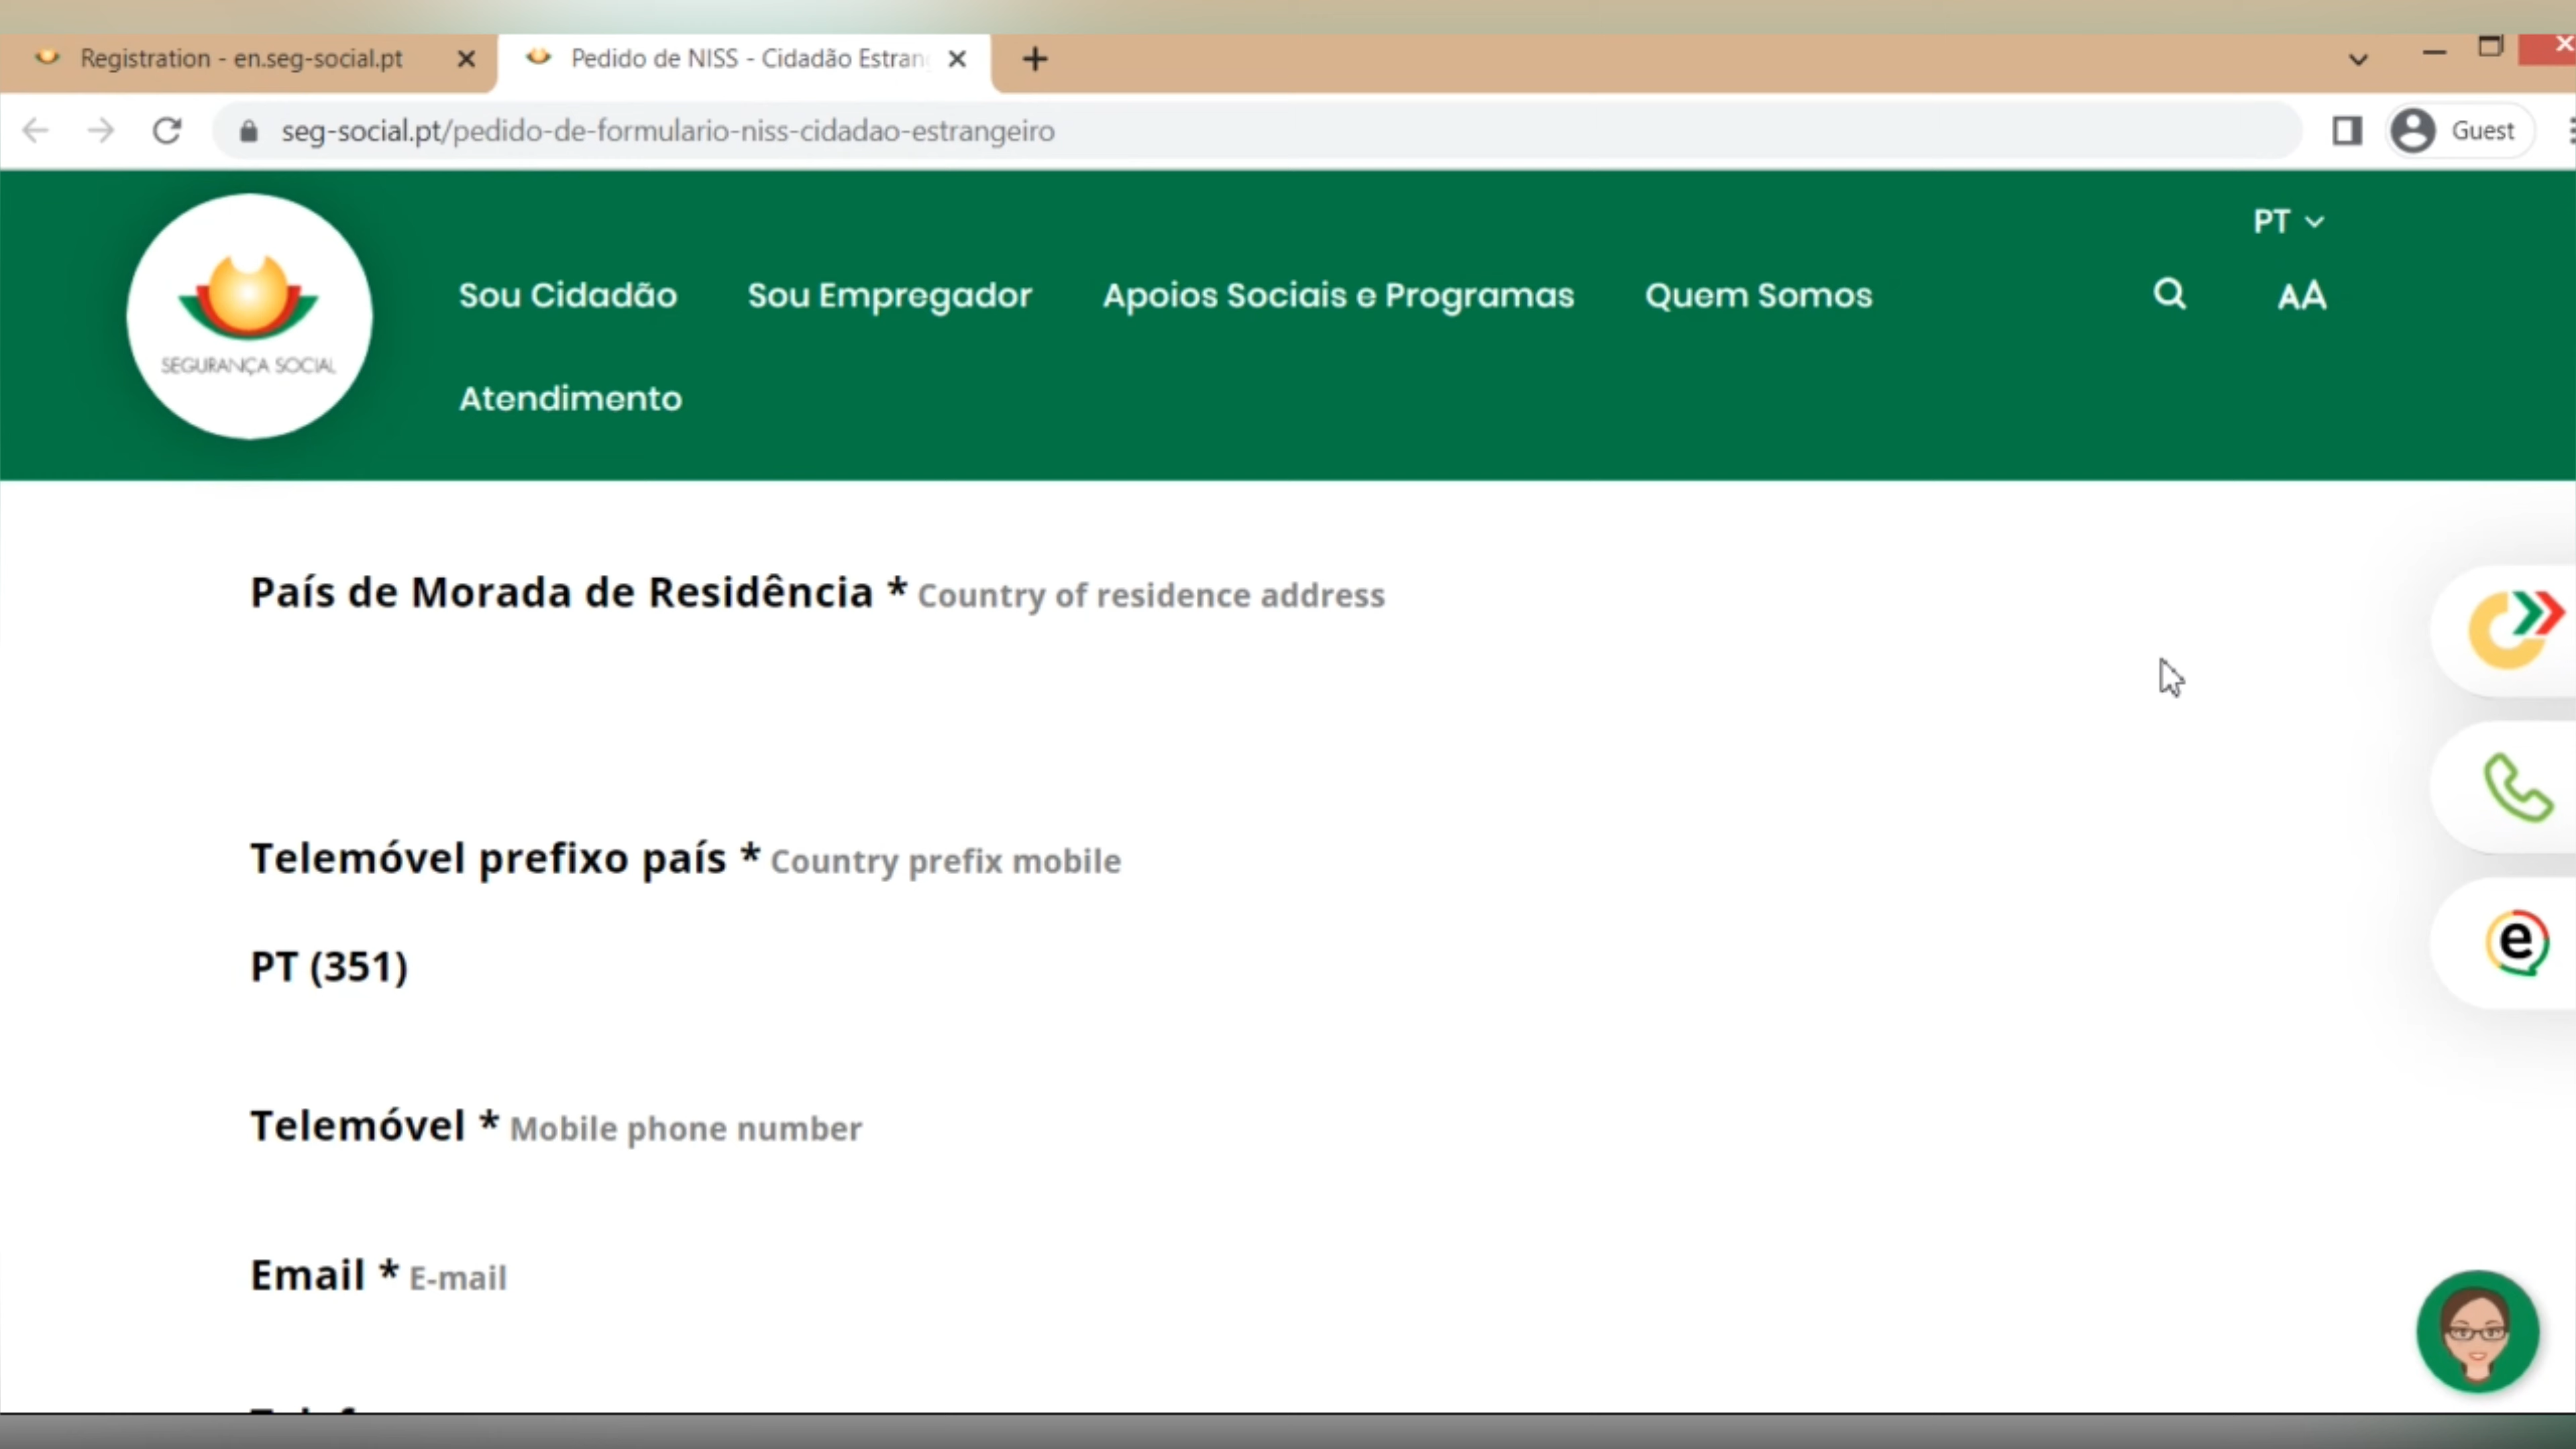 Registration - en.seg-social.pt
Pedido de NISS - Cidadão Estran
seg-social.pt/pedido-de-formulario-niss-cidadao-estrangeiro
Guest
PT
Sou Cidadão Sou Empregador Apoios Sociais e Programas Quem Somos
AA
SEGURANÇA SOCIAL
Atendimento
País de Morada de Residência * Country of residence address
Telemóvel prefixo país * Country prefix mobile
PT (351)
Telemóvel * Mobile phone number
Email * E-mail